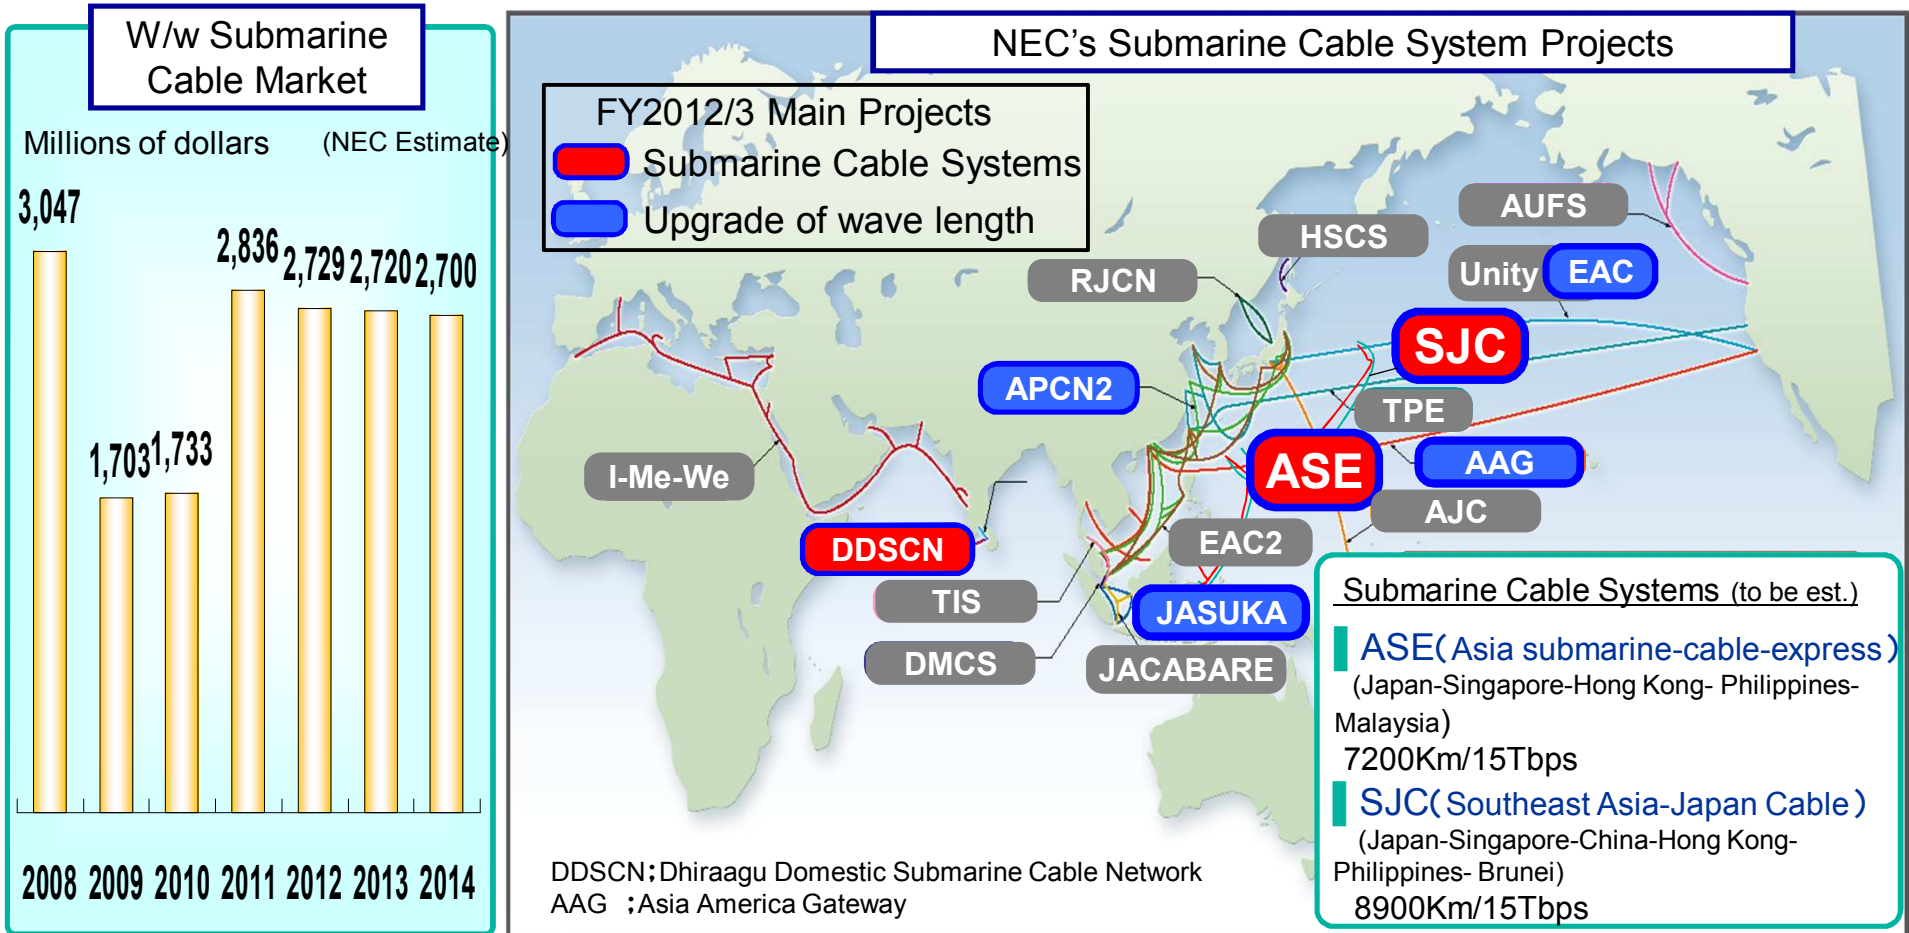 W/w Submarine
Cable Market
Millions of dollars (NEC Estimate)
3,047
1,703
1,733
2,836
2,729
2,720
2,700
2008 2009 2010 2011 2012 2013 2014
NEC's Submarine Cable System Projects
FY2012/3 Main Projects
Submarine Cable Systems
Upgrade of wave length
AUFS
HSCS
Unity
EAC
RJCN
SJC
APCN2
TPE
I-Me-We
ASE
AAG
AJC
DDSCN
EAC2
TIS
JASUKA
DMCS
JACABARE
Submarine Cable Systems (to be est.)
ASE(Asia submarine-cable-express)
(Japan-Singapore-Hong Kong- Philippines-
Malaysia)
7200Km/15Tbps
SJC(Southeast Asia-Japan Cable)
(Japan-Singapore-China-Hong Kong-
Philippines- Brunei)
8900Km/15Tbps
DDSCN;Dhiraagu Domestic Submarine Cable Network
AAG ;Asia America Gateway